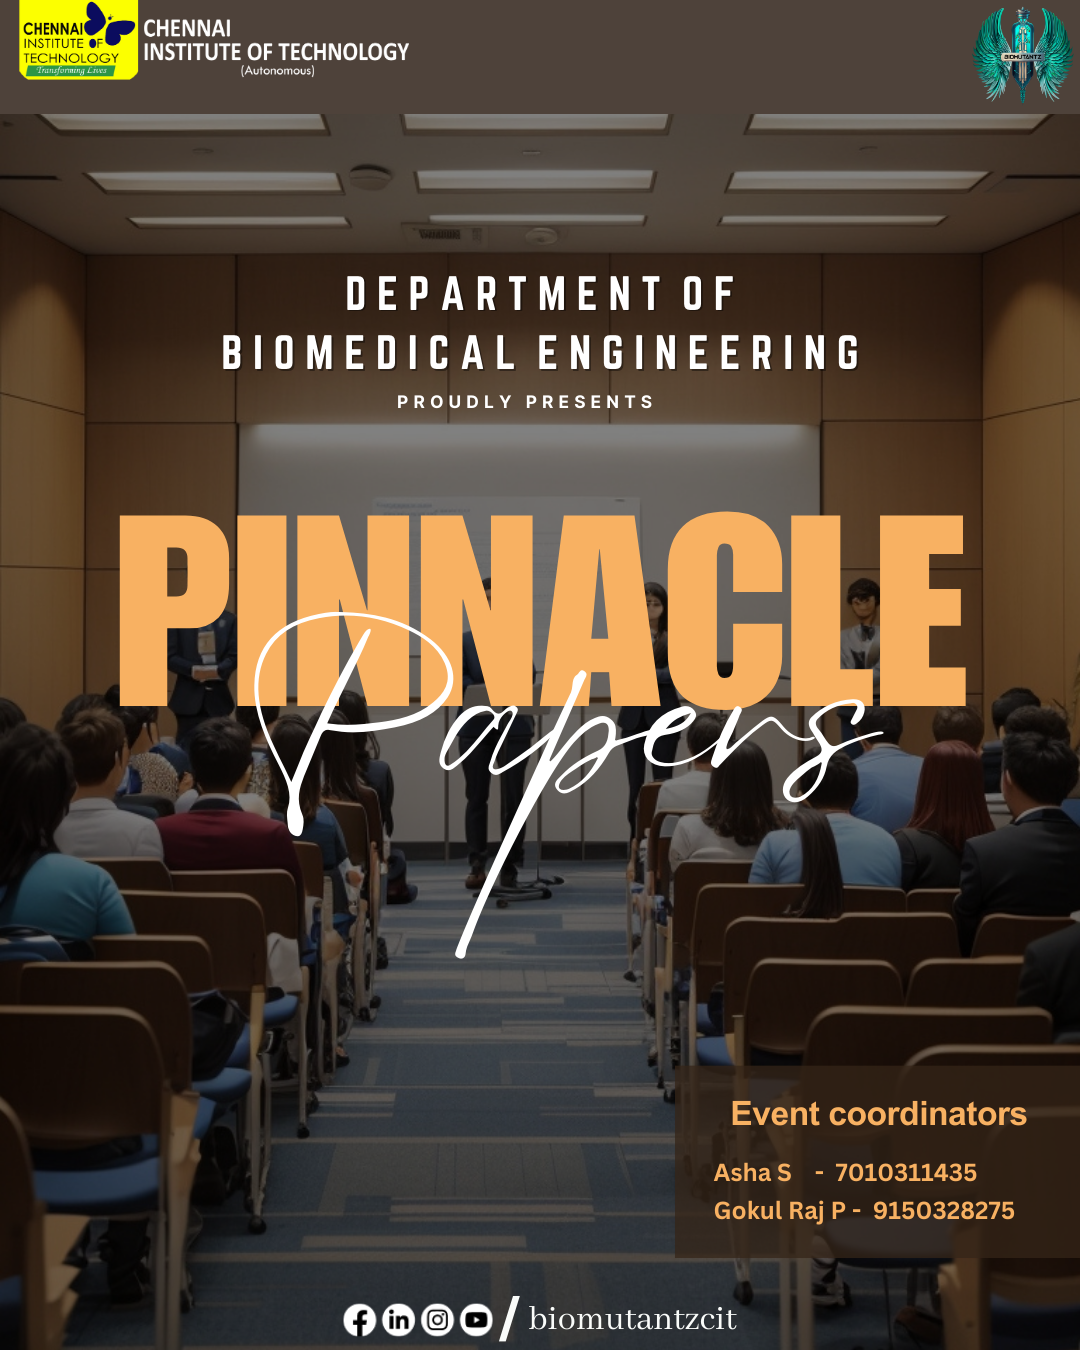 CHENNAI
INSTITUTE OF
TECHNOLOGY
Transforming Lives
CHENNAI
INSTITUTE OF TECHNOLOGY
(Autonomous)
BIOMUTANTZ
DEPARTMENT OF
BIOMEDICAL ENGINEERING
PROUDLY PRESENTS
PINNACLE
Papers
Event coordinators
Asha S - 7010311435
Gokul Raj P - 9150328275
/ biomutantzcit